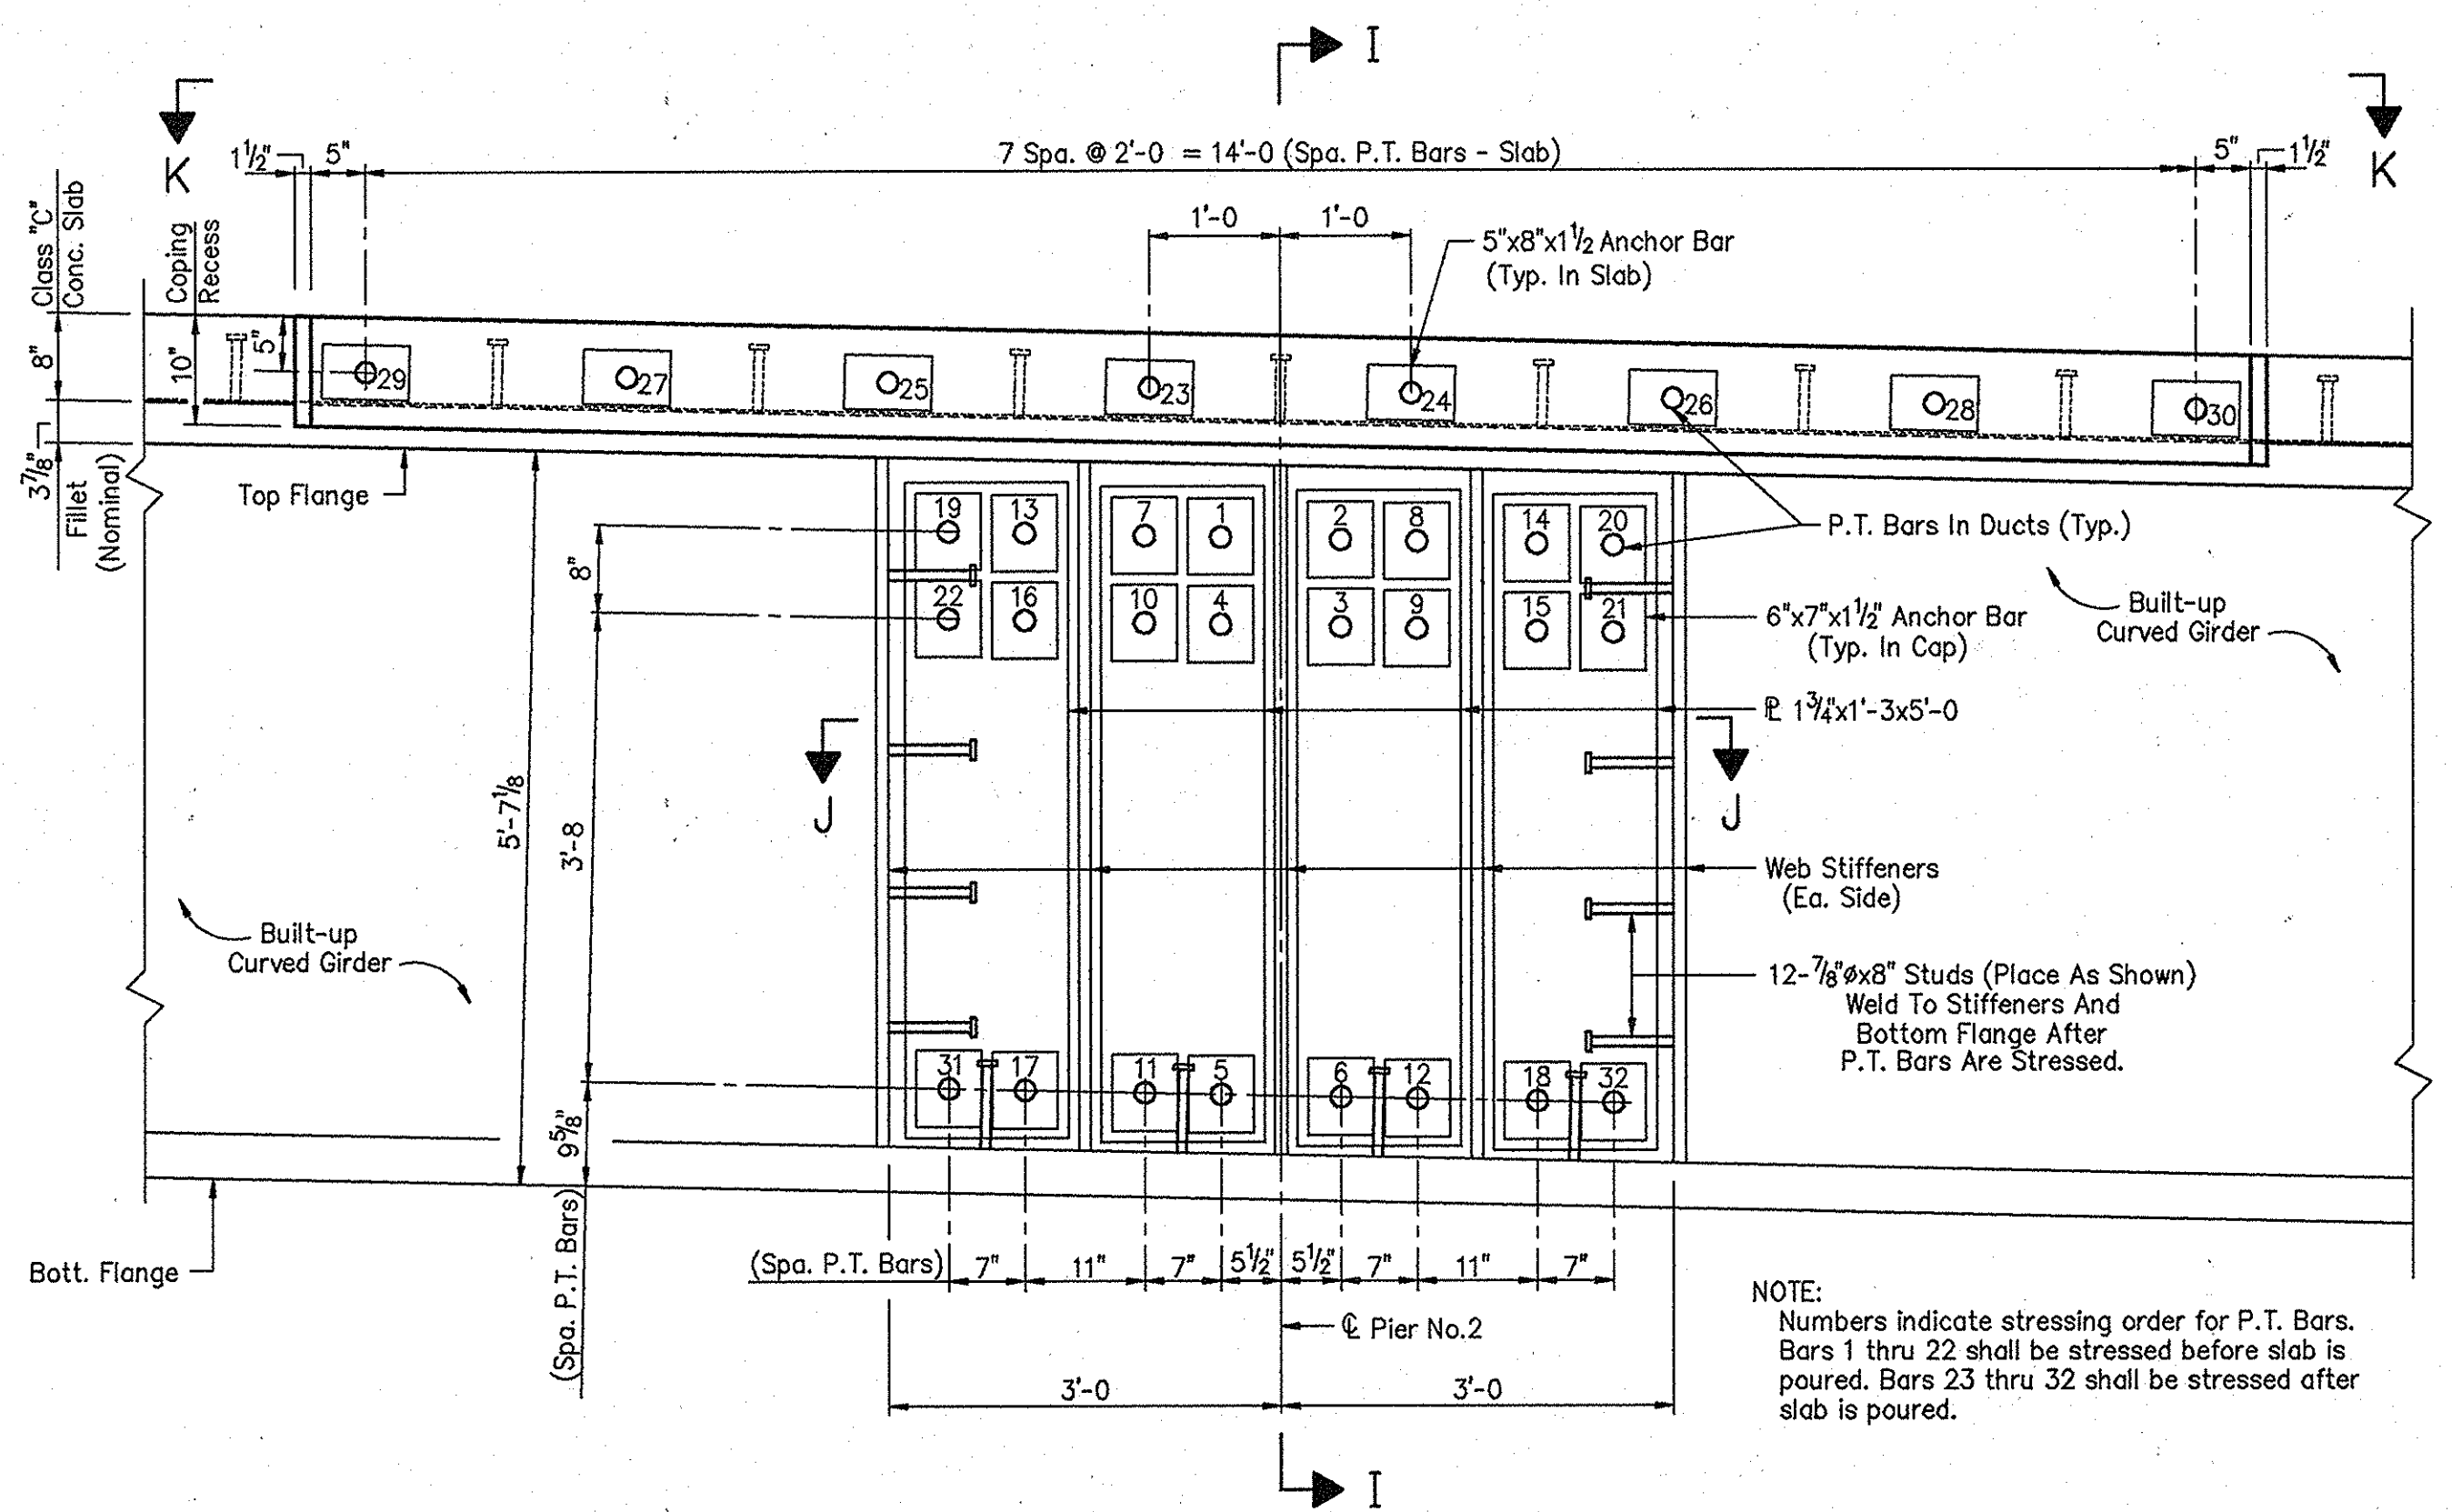 I
K
K
1½"
5"
7 Spa. @ 2'-0 = 14'-0 (Spa. P.T. Bars - Slab)
5"
1½"
Class "C"
Conc. Slab
Coping
Recess
1'-0
1'-0
5"x8"x1½ Anchor Bar
(Typ. In Slab)
8"
10"
5"
29
27
25
23
24
26
28
30
3⅞"
Fillet
(Nominal)
Top Flange
19
13
7
1
2
8
14
20
P.T. Bars In Ducts (Typ.)
8"
22
16
10
4
3
9
15
21
6"x7"x1½" Anchor Bar
(Typ. In Cap)
Built-up
Curved Girder
℄ 1¾"x1'-3x5'-0
J
J
5'-7⅛
3'-8
Web Stiffeners
(Ea. Side)
Built-up
Curved Girder
12-⅞"øx8" Studs (Place As Shown)
Weld To Stiffeners And
Bottom Flange After
P.T. Bars Are Stressed.
31
17
11
5
6
12
18
32
9⅝"
(Spa. P.T. Bars)
Bott. Flange
(Spa. P.T. Bars)
7"
11"
7"
5½"
5½"
7"
11"
7"
℄ Pier No.2
3'-0
3'-0
NOTE:
Numbers indicate stressing order for P.T. Bars.
Bars 1 thru 22 shall be stressed before slab is
poured. Bars 23 thru 32 shall be stressed after
slab is poured.
I